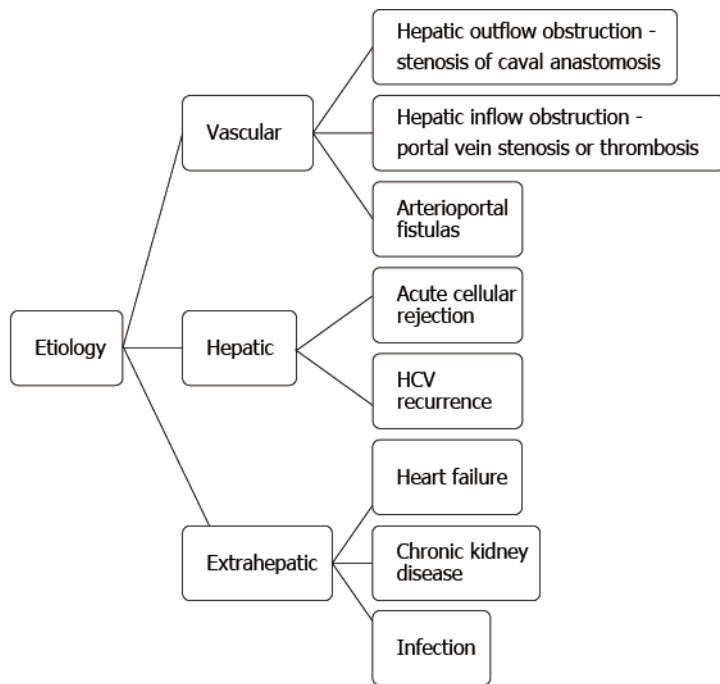 Etiology
Vascular
Hepatic outflow obstruction -
stenosis of caval anastomosis
Hepatic inflow obstruction -
portal vein stenosis or thrombosis
Arterioportal
fistulas
Hepatic
Acute cellular
rejection
HCV
recurrence
Extrahepatic
Heart failure
Chronic kidney
disease
Infection